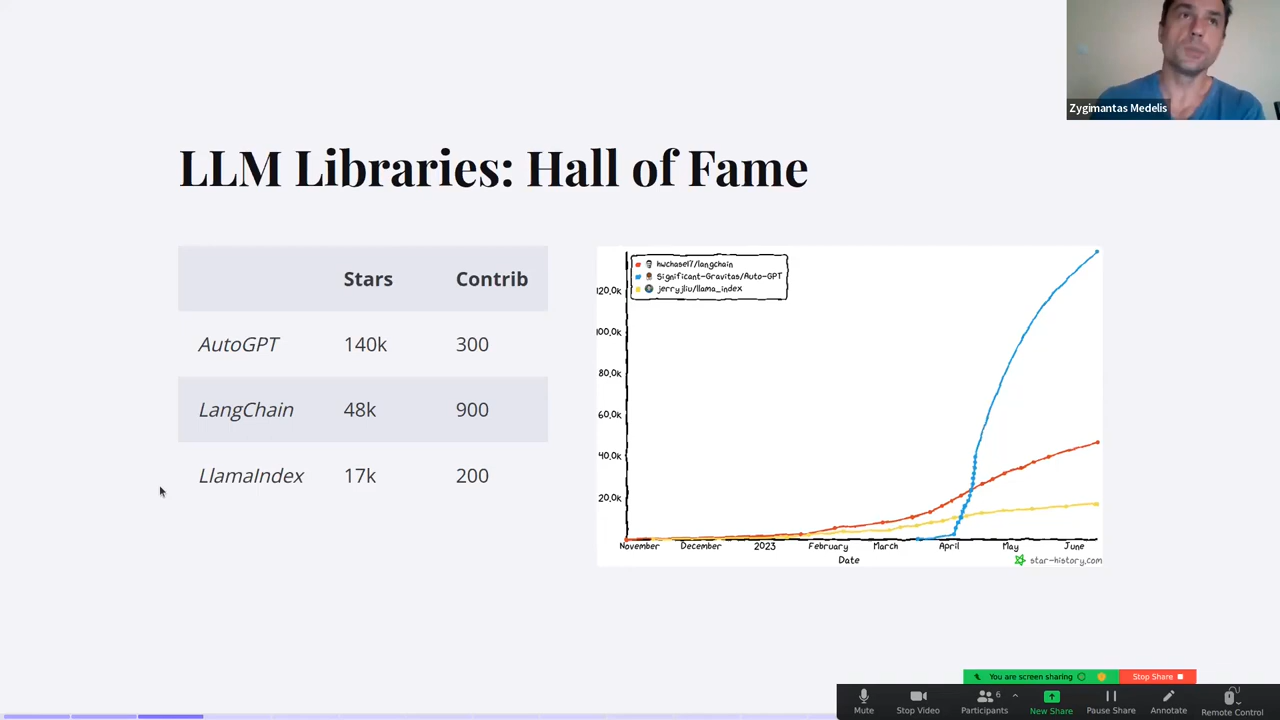 Zygimantas Medelis
LLM Libraries: Hall of Fame
Stars Contrib
AutoGPT 140k 300
LangChain 48k 900
LlamaIndex 17k 200
hwchase17/langchain
Significant-Gravitas/Auto-GPT
jerryjliu/llama_index
120.0k
100.0k
80.0k
60.0k
40.0k
20.0k
November December 2023 February March April May June
Date
star-history.com
You are screen sharing Stop Share
Mute Stop Video Participants 6 New Share Pause Share Annotate Remote Control